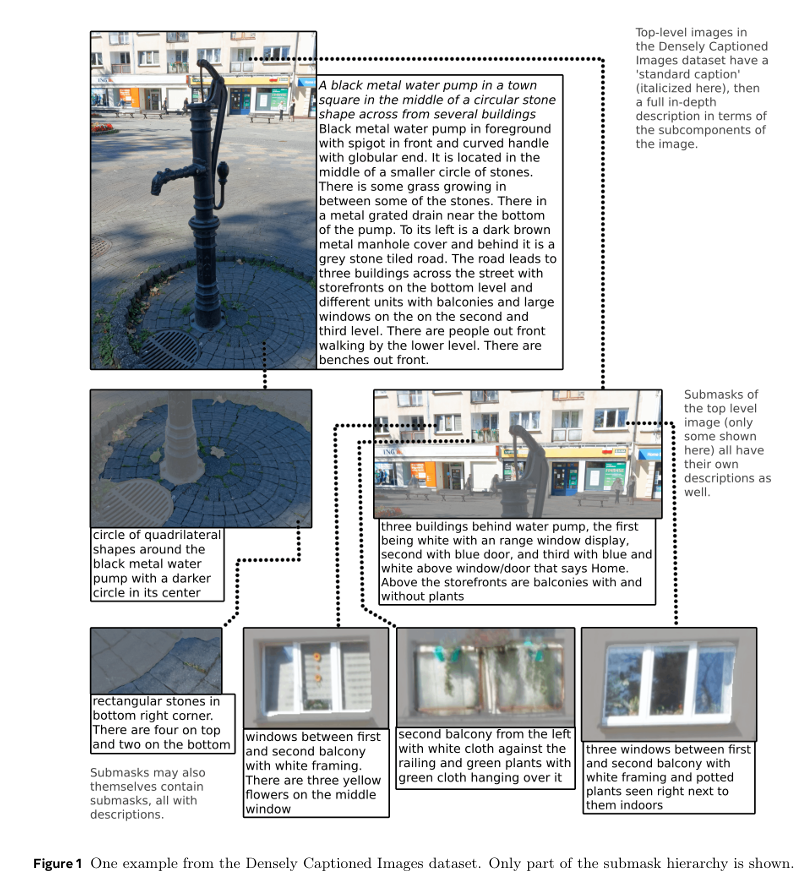 Top-level images in
the Densely Captioned
Images dataset have a
'standard caption'
(italicized here), then
a full in-depth
description in terms of
the subcomponents of
the image.
A black metal water pump in a town
square in the middle of a circular stone
shape across from several buildings
Black metal water pump in foreground
with spigot in front and curved handle
with globular end. It is located in the
middle of a smaller circle of stones.
There is some grass growing in
between some of the stones. There in
a metal grated drain near the bottom
of the pump. To its left is a dark brown
metal manhole cover and behind it is a
grey stone tiled road. The road leads to
three buildings across the street with
storefronts on the bottom level and
different units with balconies and large
windows on the on the second and
third level. There are people out front
walking by the lower level. There are
benches out front.
ING
Submasks of
the top level
image (only
some shown
here) all have
their own
descriptions as
well.
circle of quadrilateral
shapes around the
black metal water
pump with a darker
circle in its center
three buildings behind water pump, the first
being white with an range window display,
second with blue door, and third with blue and
white above window/door that says Home.
Above the storefronts are balconies with and
without plants
rectangular stones in
bottom right corner.
There are four on top
and two on the bottom
windows between first
and second balcony
with white framing.
There are three yellow
flowers on the middle
window
second balcony from the left
with white cloth against the
railing and green plants with
green cloth hanging over it
three windows between first
and second balcony with
white framing and potted
plants seen right next to
them indoors
Submasks may also
themselves contain
submasks, all with
descriptions.
Figure 1 One example from the Densely Captioned Images dataset. Only part of the submask hierarchy is shown.